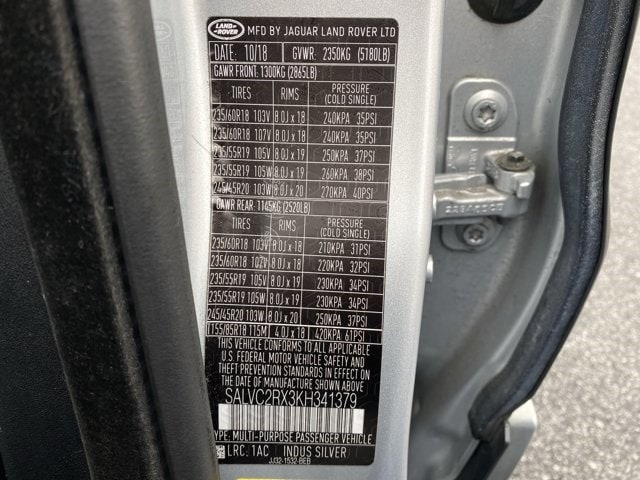 LAND ROVER MFD BY JAGUAR LAND ROVER LTD
DATE: 10/18 GVWR: 2350KG (5180LB)
GAWR FRONT: 1300KG (2865LB)
TIRES RIMS PRESSURE (COLD SINGLE)
235/60R18 103V 8.0J x 18 240KPA 35PSI
235/60R18 107V 8.0J x 18 240KPA 35PSI
235/55R19 105V 8.0J x 19 250KPA 37PSI
235/55R19 105W 8.0J x 19 260KPA 38PSI
245/45R20 103W 8.0J x 20 270KPA 40PSI
GAWR REAR: 1145KG (2520LB)
TIRES RIMS PRESSURE (COLD SINGLE)
235/60R18 103V 8.0J x 18 210KPA 31PSI
235/60R18 107V 8.0J x 18 220KPA 32PSI
235/55R19 105V 8.0J x 19 230KPA 34PSI
235/55R19 105W 8.0J x 19 230KPA 34PSI
245/45R20 103W 8.0J x 20 250KPA 37PSI
T155/85R18 115M 4.0J x 18 420KPA 61PSI
THIS VEHICLE CONFORMS TO ALL APPLICABLE
U.S. FEDERAL MOTOR VEHICLE SAFETY AND
THEFT PREVENTION STANDARDS IN EFFECT ON
THE DATE OF MANUFACTURE SHOWN ABOVE
SALVC2RX3KH341379
TYPE: MULTI-PURPOSE PASSENGER VEHICLE
LRC. 1AC INDUS SILVER
JJ32-1532-BEB